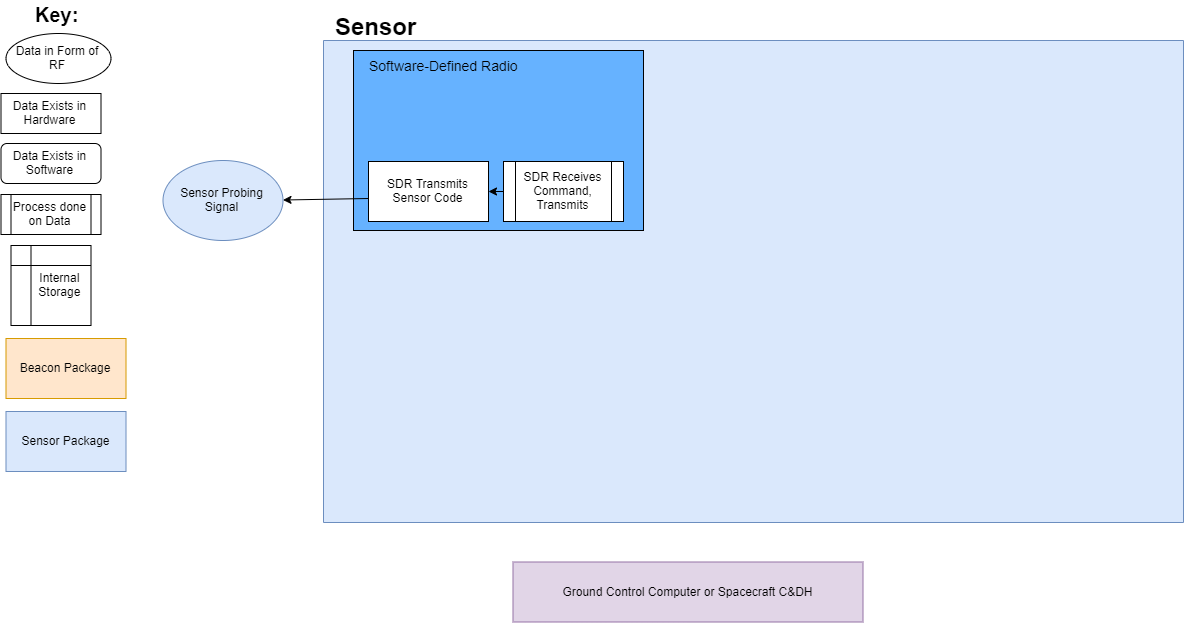 Key:
Data in Form of
RF
Data Exists in
Hardware
Data Exists in
Software
Process done
on Data
Internal
Storage
Beacon Package
Sensor Package
Sensor
Software-Defined Radio
SDR Transmits
Sensor Code
SDR Receives
Command,
Transmits
Sensor Probing
Signal
Ground Control Computer or Spacecraft C&DH